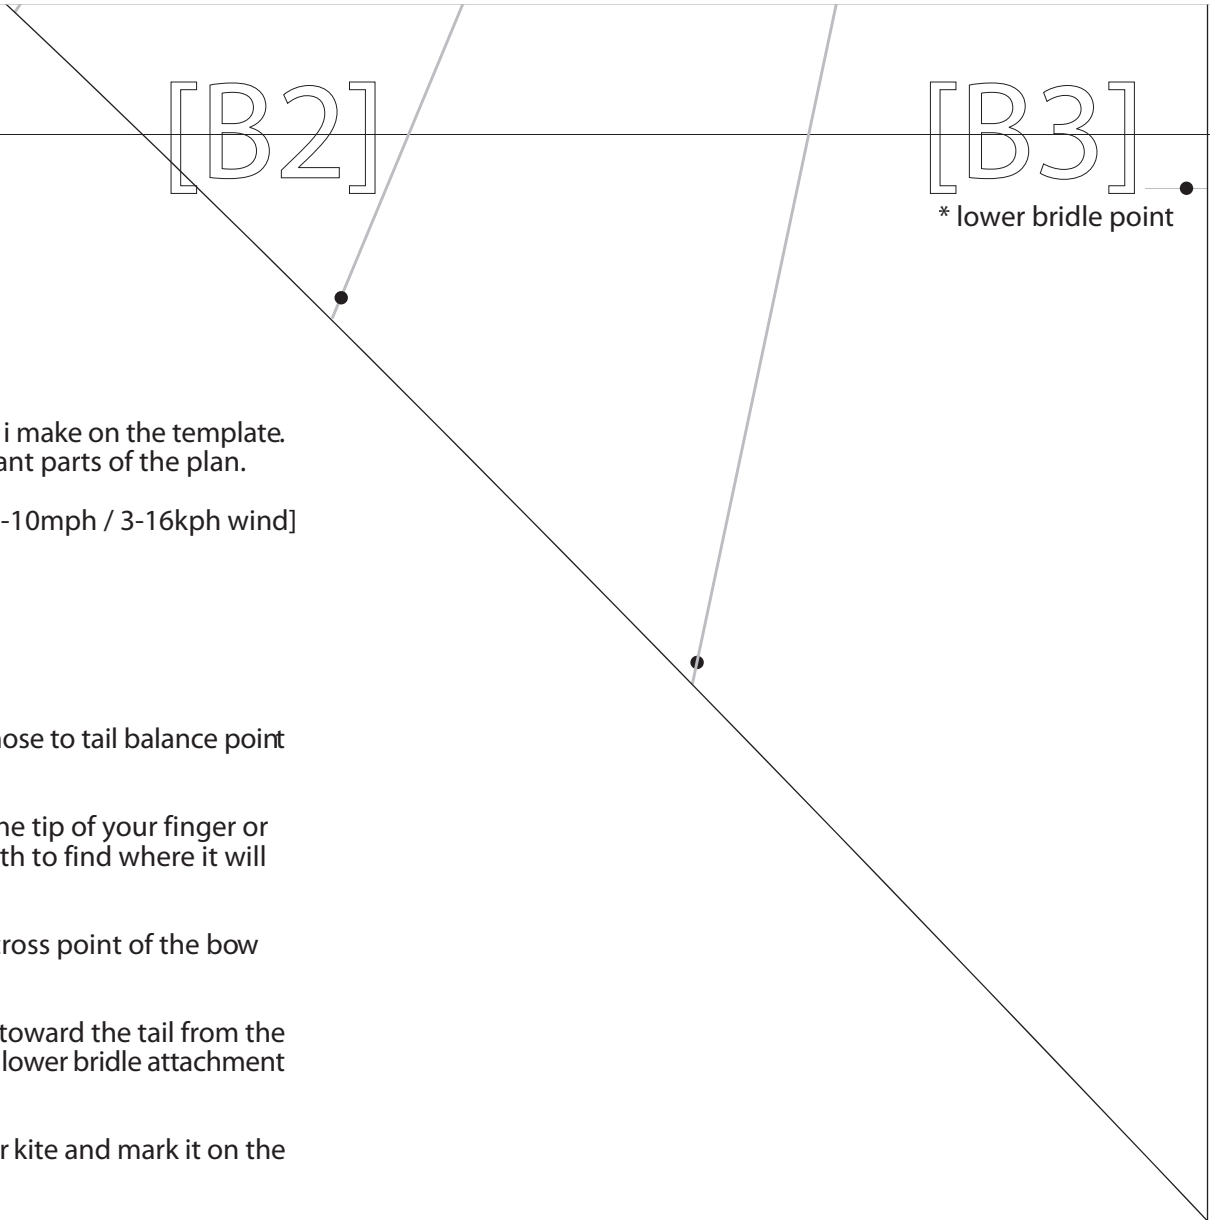 [B2] [B3]
* lower bridle point
i make on the template.
ant parts of the plan.
-10mph / 3-16kph wind]
nose to tail balance point
he tip of your finger or
th to find where it will
cross point of the bow
toward the tail from the
lower bridle attachment
r kite and mark it on the